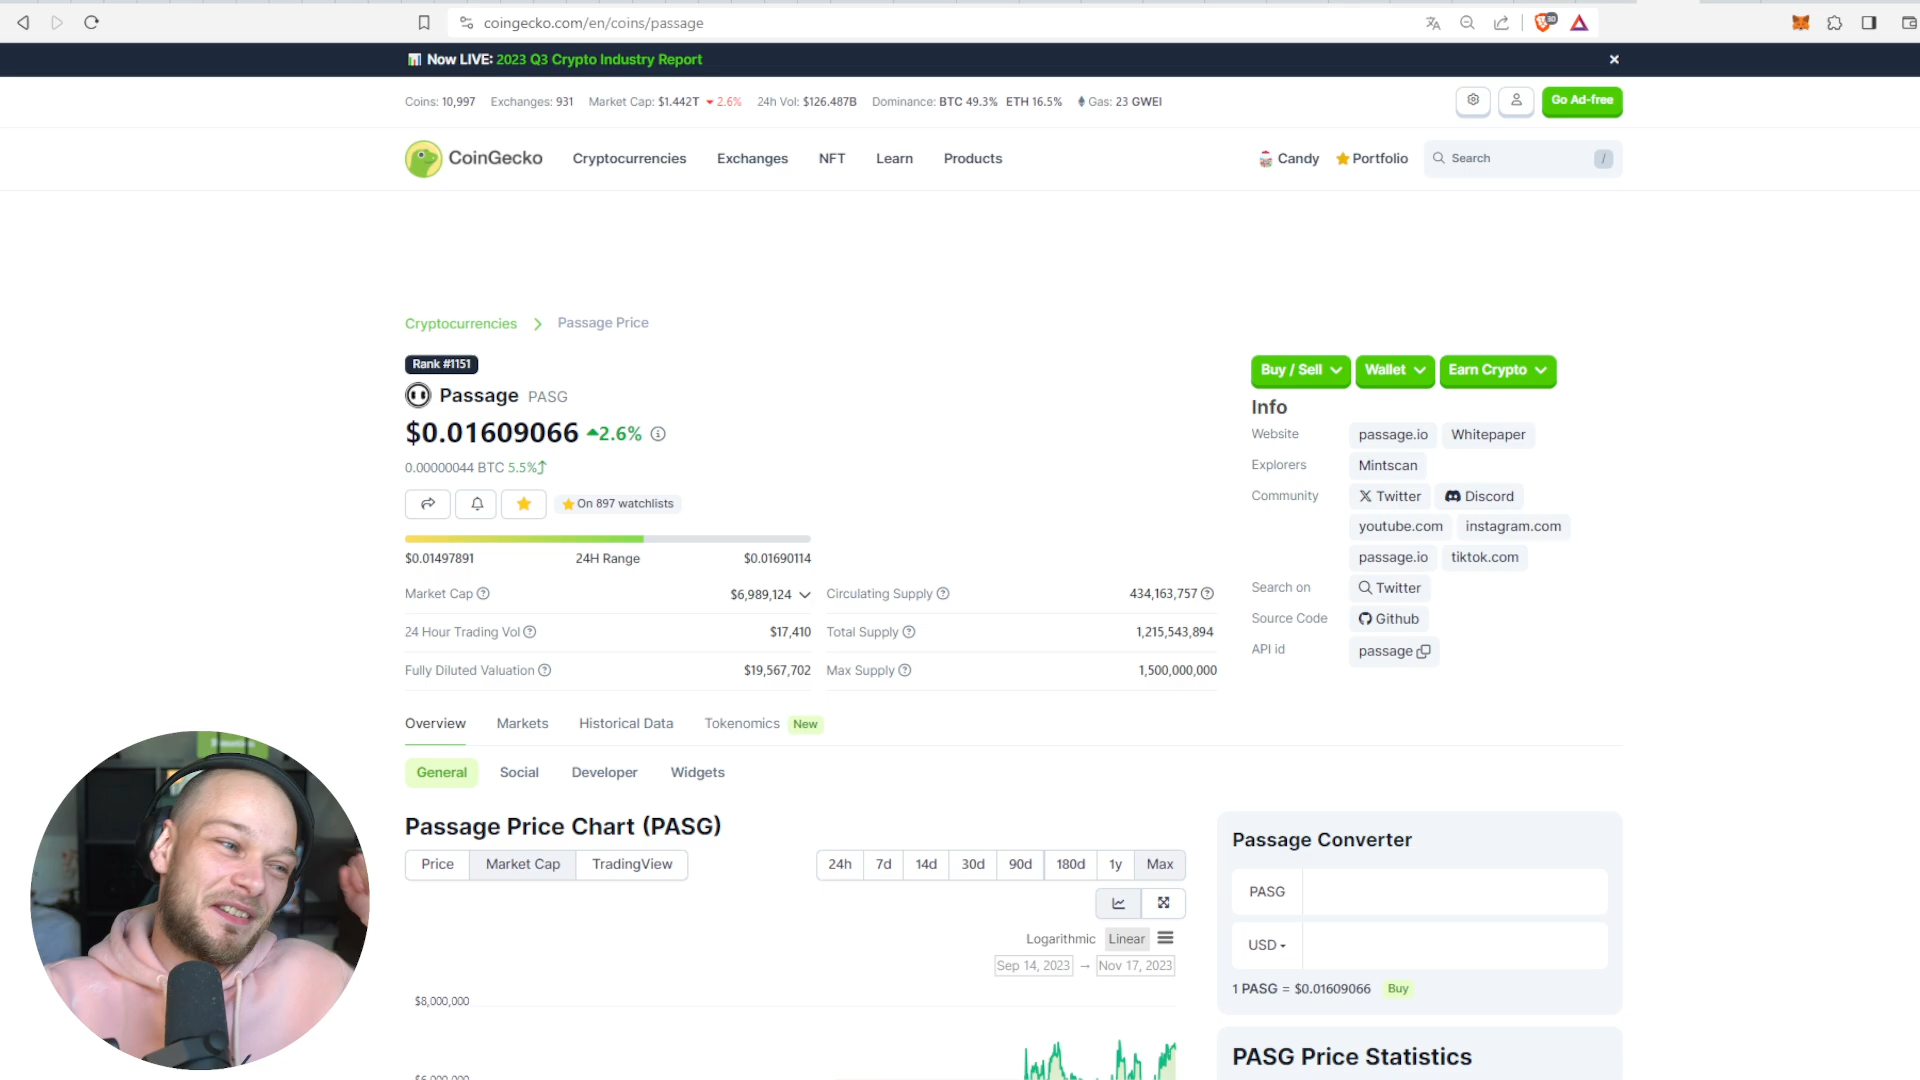 coingecko.com/en/coins/passage
30
Now LIVE: 2023 Q3 Crypto Industry Report
Coins: 10,997 Exchanges: 931 Market Cap: $1.442T 2.6% 24h Vol: $126.487B Dominance: BTC 49.3% ETH 16.5% Gas: 23 GWEI
Go Ad-free
CoinGecko Cryptocurrencies Exchanges NFT Learn Products Candy Portfolio Search /
Cryptocurrencies Passage Price
Rank #1151
Passage PASG
$0.01609066 2.6%
0.00000044 BTC 5.5%
On 897 watchlists
$0.01497891 24H Range $0.01690114
Market Cap $6,989,124
Circulating Supply 434,163,757
24 Hour Trading Vol $17,410
Total Supply 1,215,543,894
Fully Diluted Valuation $19,567,702
Max Supply 1,500,000,000
Buy / Sell Wallet Earn Crypto
Info
Website passage.io Whitepaper
Explorers Mintscan
Community X Twitter Discord
youtube.com instagram.com
passage.io tiktok.com
Search on Twitter
Source Code Github
API id passage
Overview Markets Historical Data Tokenomics New
General Social Developer Widgets
Passage Price Chart (PASG)
Price Market Cap TradingView
24h 7d 14d 30d 90d 180d 1y Max
Logarithmic Linear
Sep 14, 2023 → Nov 17, 2023
$8,000,000
$6,000,000
Passage Converter
PASG
USD
1 PASG = $0.01609066 Buy
PASG Price Statistics